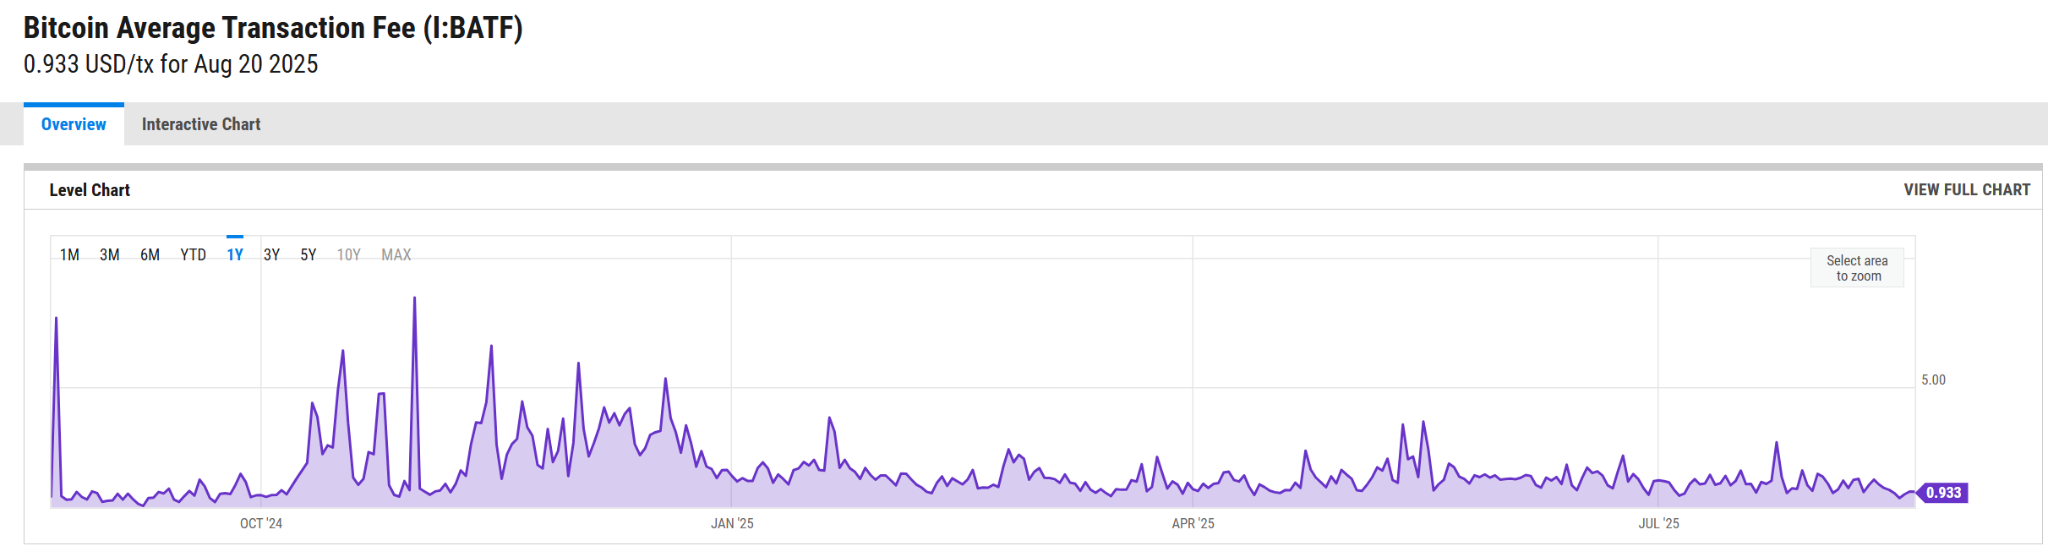 Bitcoin Average Transaction Fee (I:BATF)
0.933 USD/tx for Aug 20 2025
Overview Interactive Chart
Level Chart VIEW FULL CHART
1M 3M 6M YTD 1Y 3Y 5Y 10Y MAX
Select area
to zoom
5.00
0.933
OCT '24 JAN '25 APR '25 JUL '25